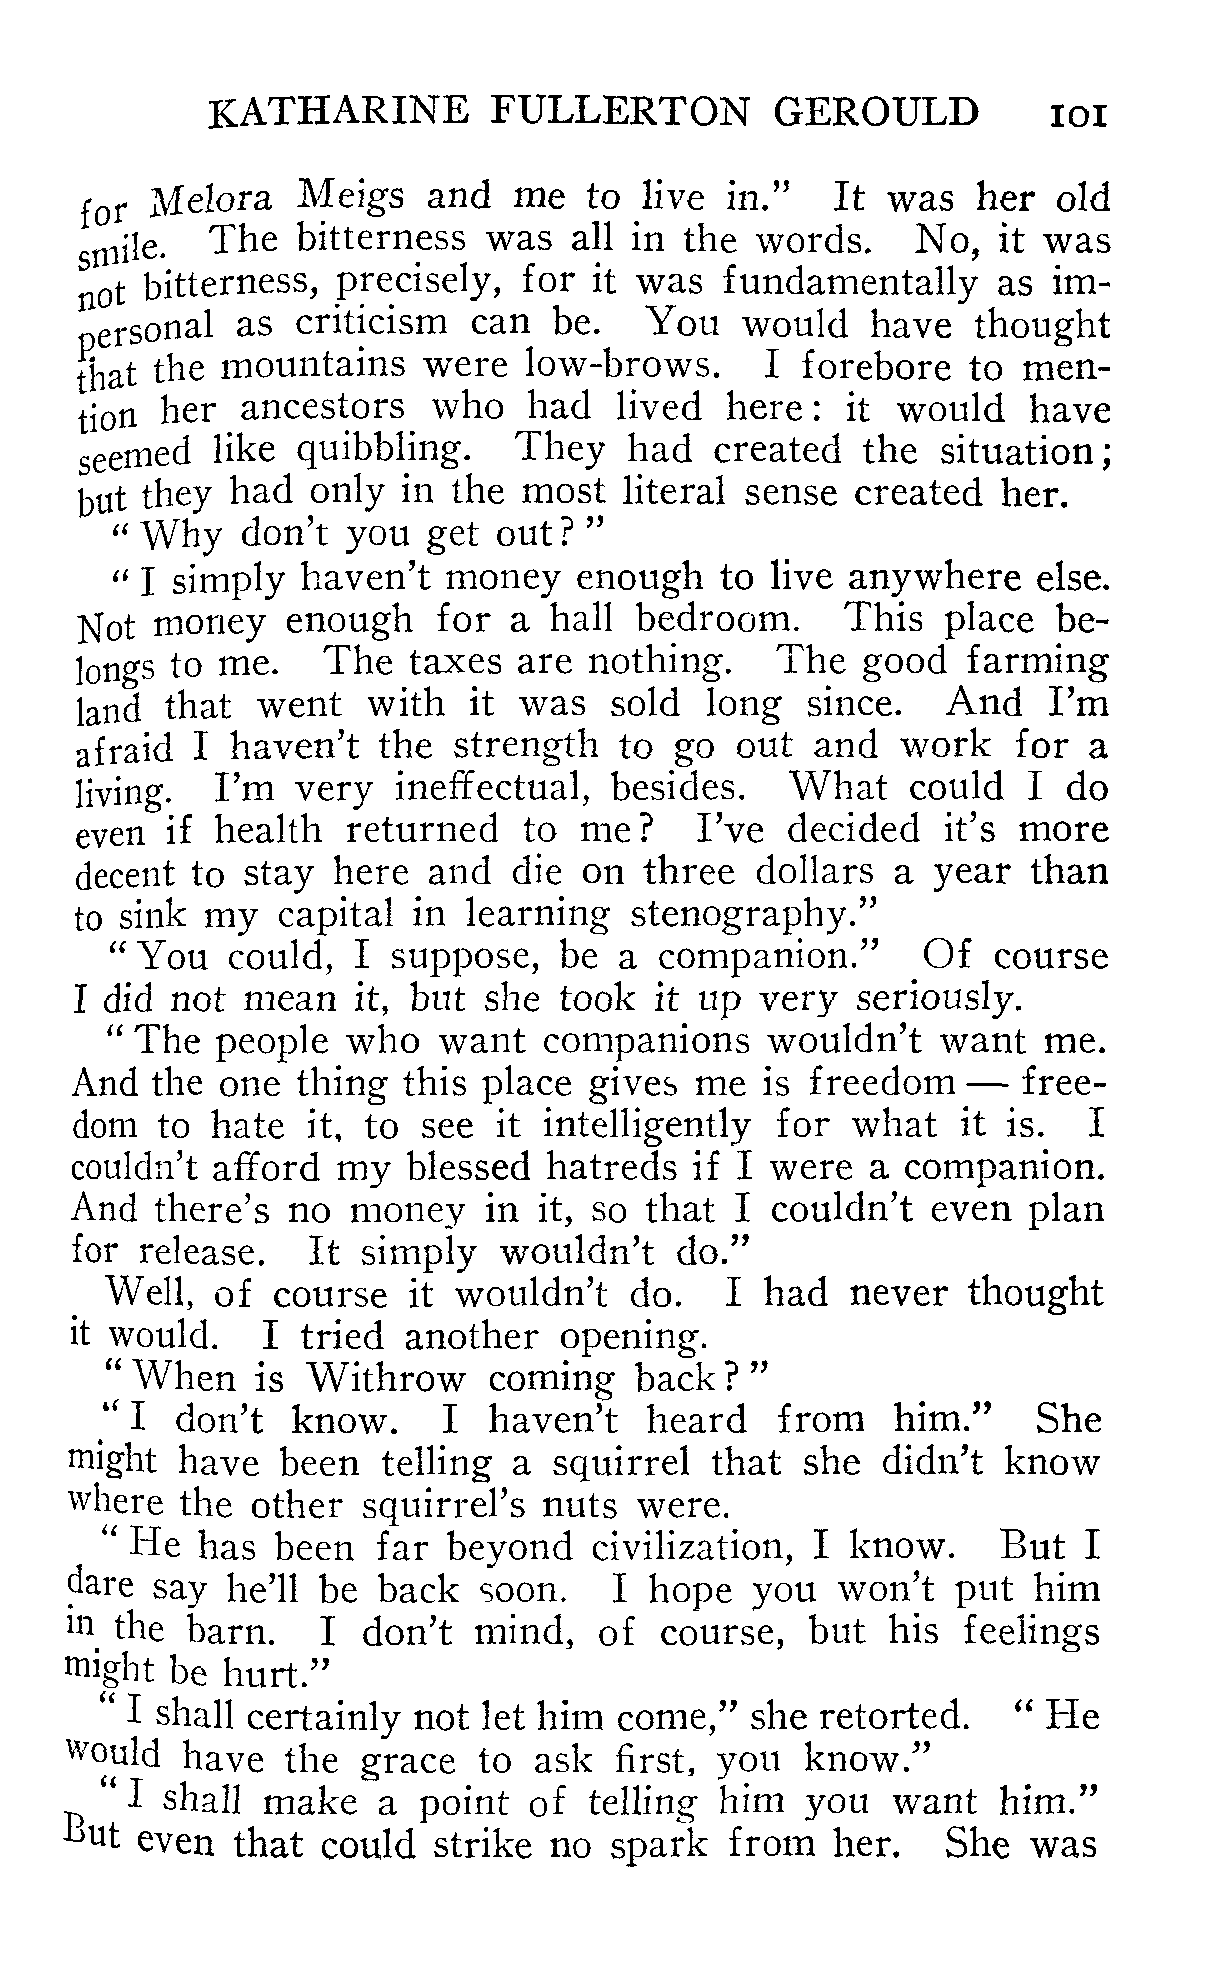 KATHARINE FULLERTON GEROULD 101
for Melora Meigs and me to live in." It was her old
smile. The bitterness was all in the words. No, it was
not bitterness, precisely, for it was fundamentally as im-
personal as criticism can be. You would have thought
that the mountains were low-brows. I forebore to men-
tion her ancestors who had lived here: it would have
seemed like quibbling. They had created the situation;
but they had only in the most literal sense created her.
"Why don't you get out?"
"I simply haven't money enough to live anywhere else.
Not money enough for a hall bedroom. This place be-
longs to me. The taxes are nothing. The good farming
land that went with it was sold long since. And I'm
afraid I haven't the strength to go out and work for a
living. I'm very ineffectual, besides. What could I do
even if health returned to me? I've decided it's more
decent to stay here and die on three dollars a year than
to sink my capital in learning stenography."
"You could, I suppose, be a companion." Of course
I did not mean it, but she took it up very seriously.
"The people who want companions wouldn't want me.
And the one thing this place gives me is freedom — free-
dom to hate it, to see it intelligently for what it is. I
couldn't afford my blessed hatreds if I were a companion.
And there's no money in it, so that I couldn't even plan
for release. It simply wouldn't do."
Well, of course it wouldn't do. I had never thought
it would. I tried another opening.
"When is Withrow coming back?"
"I don't know. I haven't heard from him." She
might have been telling a squirrel that she didn't know
where the other squirrel's nuts were.
"He has been far beyond civilization, I know. But I
dare say he'll be back soon. I hope you won't put him
in the barn. I don't mind, of course, but his feelings
might be hurt."
"I shall certainly not let him come," she retorted. "He
would have the grace to ask first, you know."
"I shall make a point of telling him you want him."
But even that could strike no spark from her. She was